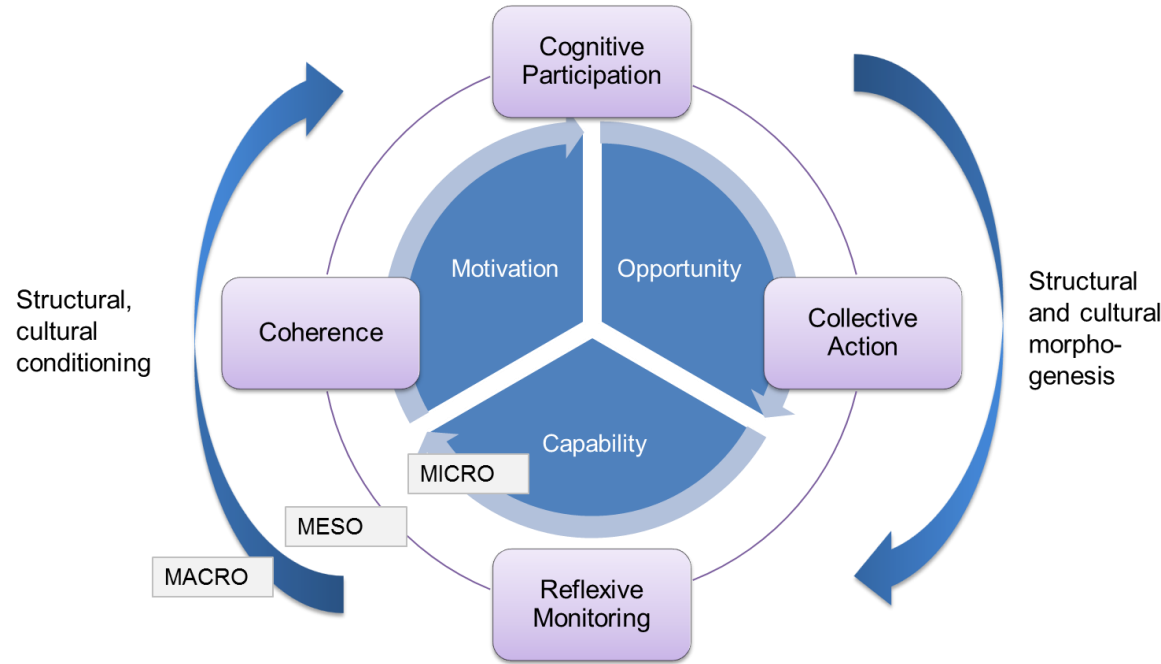 Cognitive
Participation
Motivation
Opportunity
Structural,
cultural
conditioning
Coherence
Collective
Action
Structural
and cultural
morpho-
genesis
Capability
MICRO
MESO
MACRO
Reflexive
Monitoring